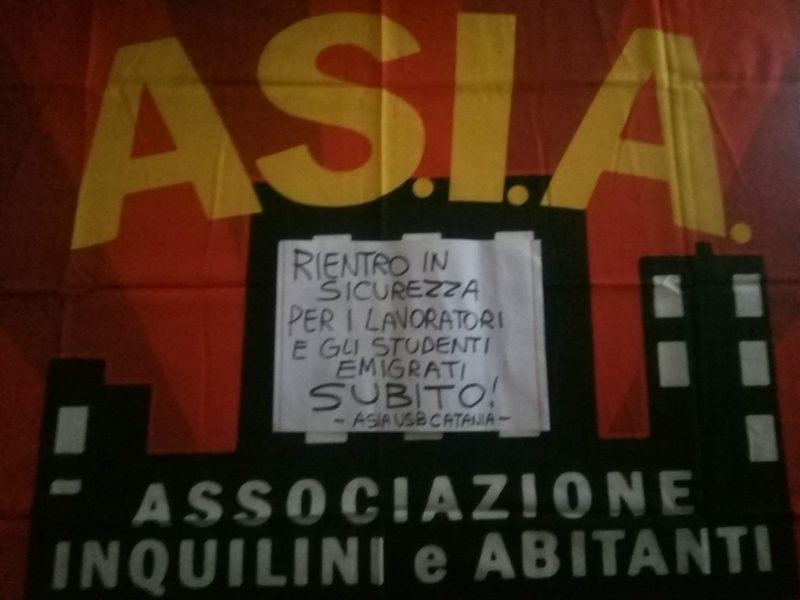 A.S.I.A.
RIENTRO IN
SICUREZZA
PER I LAVORATORI
E GLI STUDENTI
EMIGRATI
SUBITO!
- ASIA USB CATANIA -
ASSOCIAZIONE
INQUILINI e ABITANTI